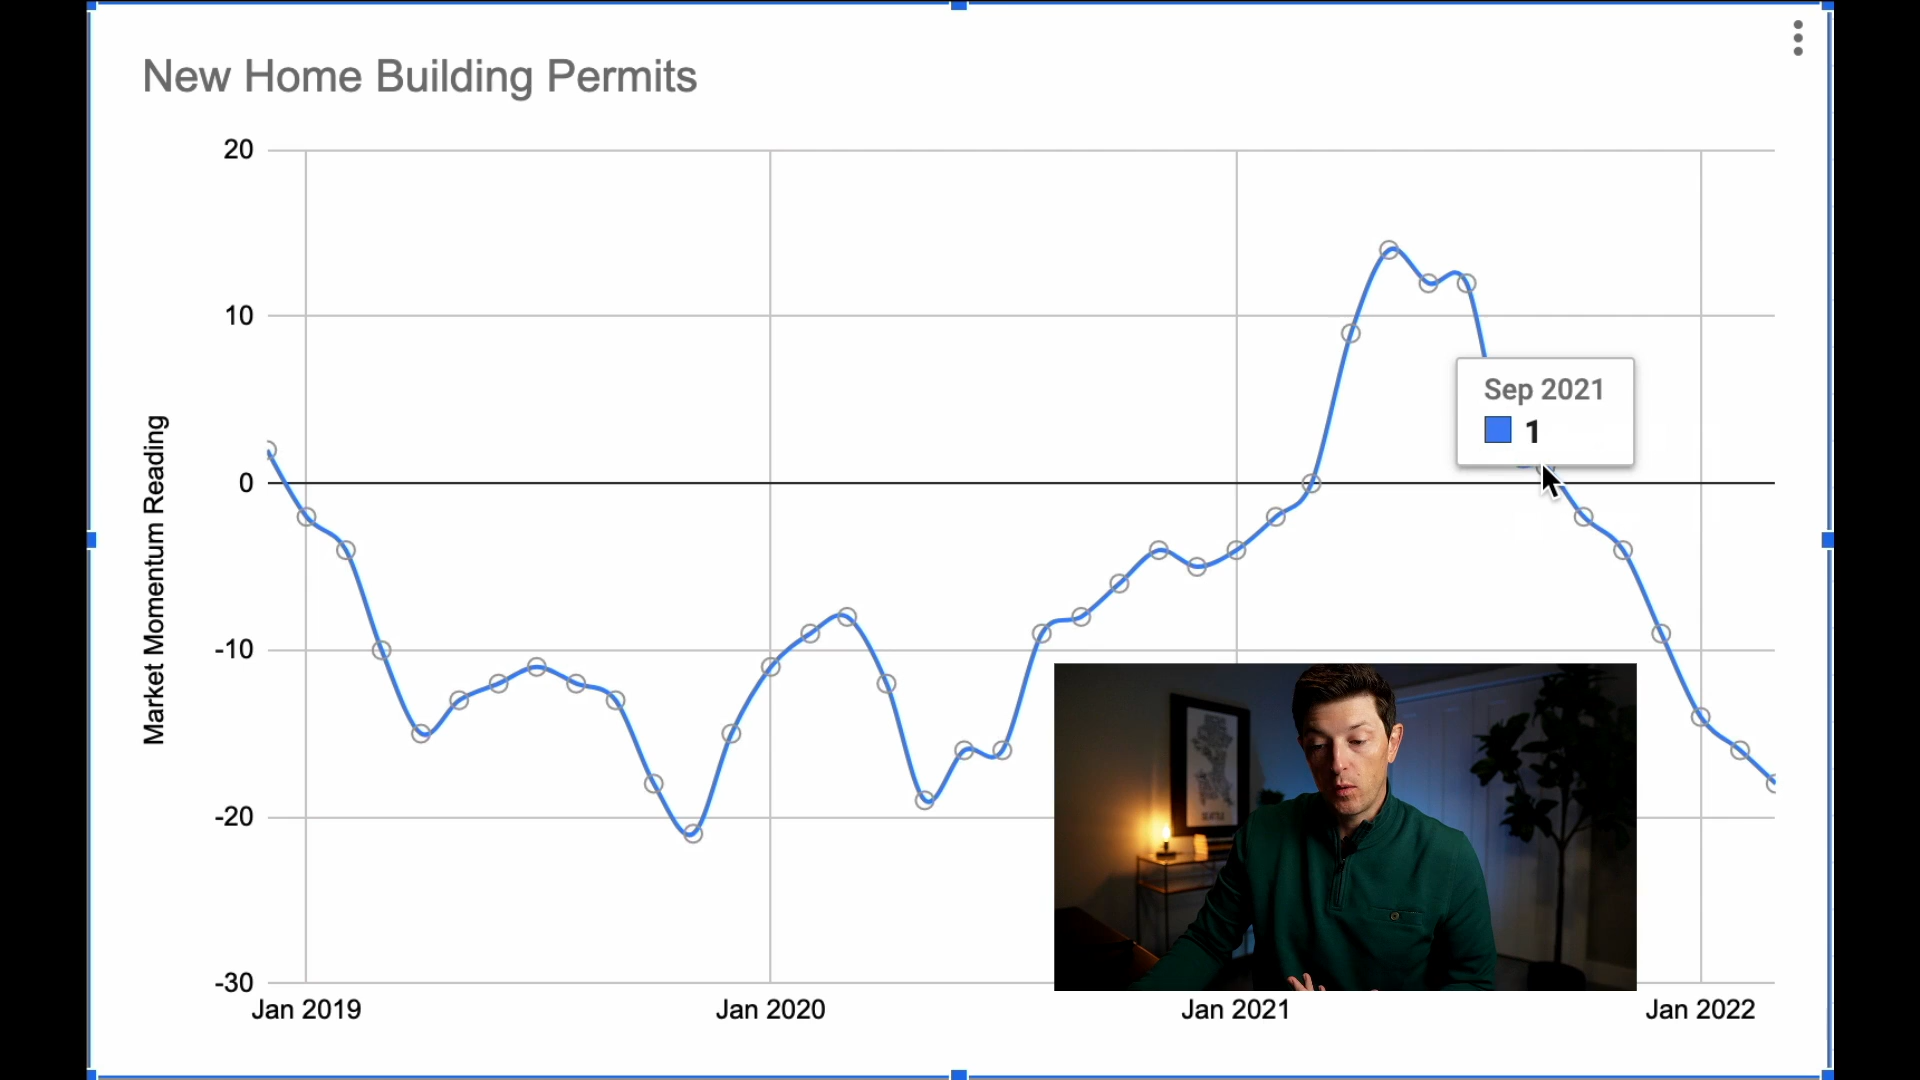 New Home Building Permits
Market Momentum Reading
20
10
0
-10
-20
-30
Sep 2021
1
SEATTLE
Jan 2019
Jan 2020
Jan 2021
Jan 2022